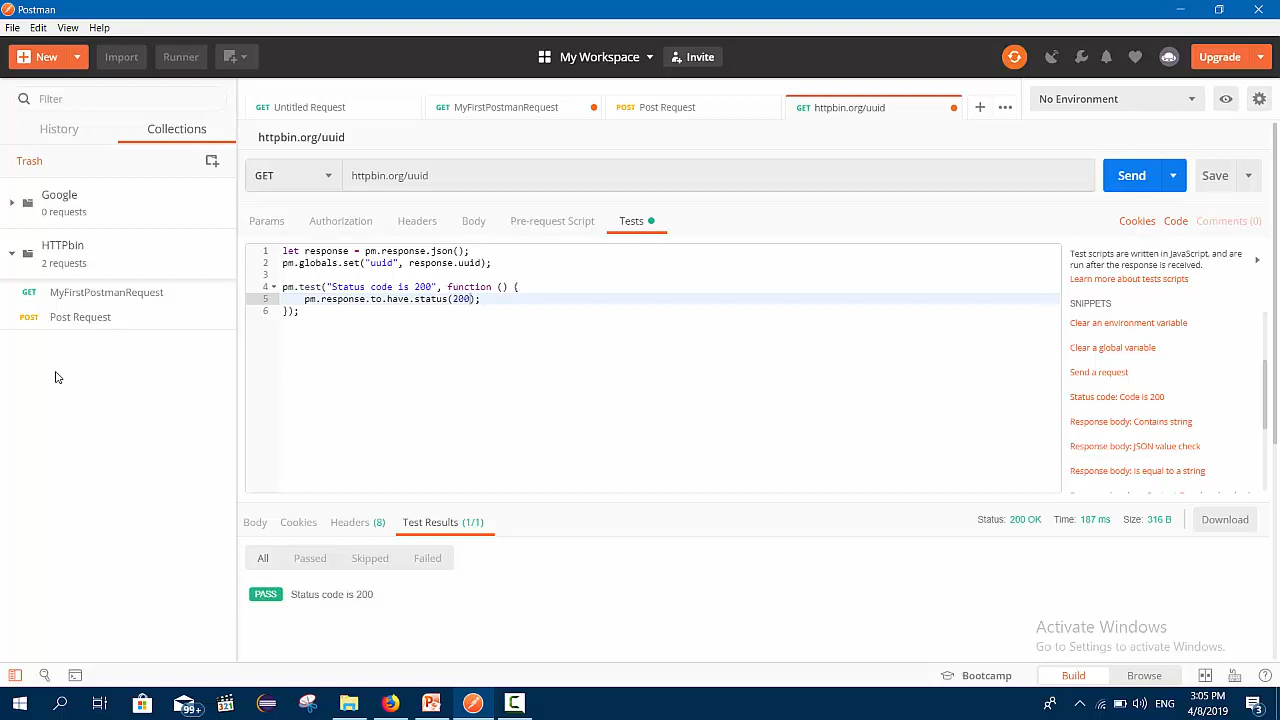 Postman
File Edit View Help
New Import Runner My Workspace Invite Upgrade
Filter
History Collections
Trash
Google
0 requests
HTTPbin
2 requests
GET MyFirstPostmanRequest
POST Post Request
GET Untitled Request GET MyFirstPostmanRequest POST Post Request GET httpbin.org/uuid
No Environment
httpbin.org/uuid
GET httpbin.org/uuid Send Save
Params Authorization Headers Body Pre-request Script Tests Cookies Code Comments (0)
1 let response = pm.response.json();
2 pm.globals.set("uuid", response.uuid);
3
4 pm.test("Status code is 200", function () {
5 pm.response.to.have.status(200);
6 });
Test scripts are written in JavaScript, and are
run after the response is received.
Learn more about tests scripts
SNIPPETS
Clear an environment variable
Clear a global variable
Send a request
Status code: Code is 200
Response body: Contains string
Response body: JSON value check
Response body: Is equal to a string
Body Cookies Headers (8) Test Results (1/1) Status: 200 OK Time: 187 ms Size: 316 B Download
All Passed Skipped Failed
PASS Status code is 200
Activate Windows
Go to Settings to activate Windows.
Bootcamp Build Browse
99+ 321 ENG 3:05 PM
4/8/2019 3